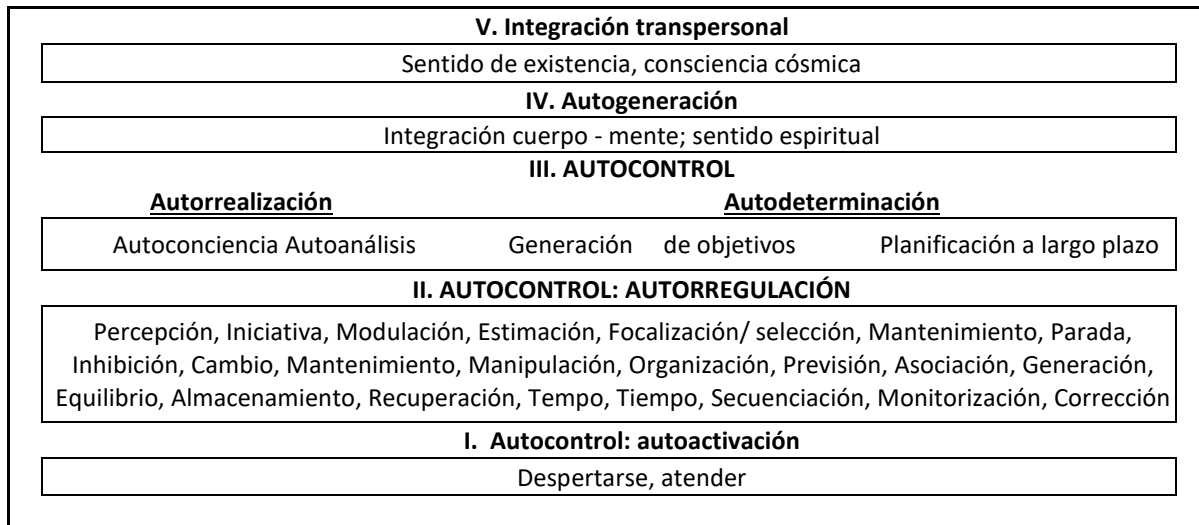 V. Integración transpersonal
Sentido de existencia, consciencia cósmica
IV. Autogeneración
Integración cuerpo - mente; sentido espiritual
III. AUTOCONTROL
Autorrealización Autodeterminación
Autoconciencia Autoanálisis Generación de objetivos Planificación a largo plazo
II. AUTOCONTROL: AUTORREGULACIÓN
Percepción, Iniciativa, Modulación, Estimación, Focalización/ selección, Mantenimiento, Parada,
Inhibición, Cambio, Mantenimiento, Manipulación, Organización, Previsión, Asociación, Generación,
Equilibrio, Almacenamiento, Recuperación, Tempo, Tiempo, Secuenciación, Monitorización, Corrección
I. Autocontrol: autoactivación
Despertarse, atender